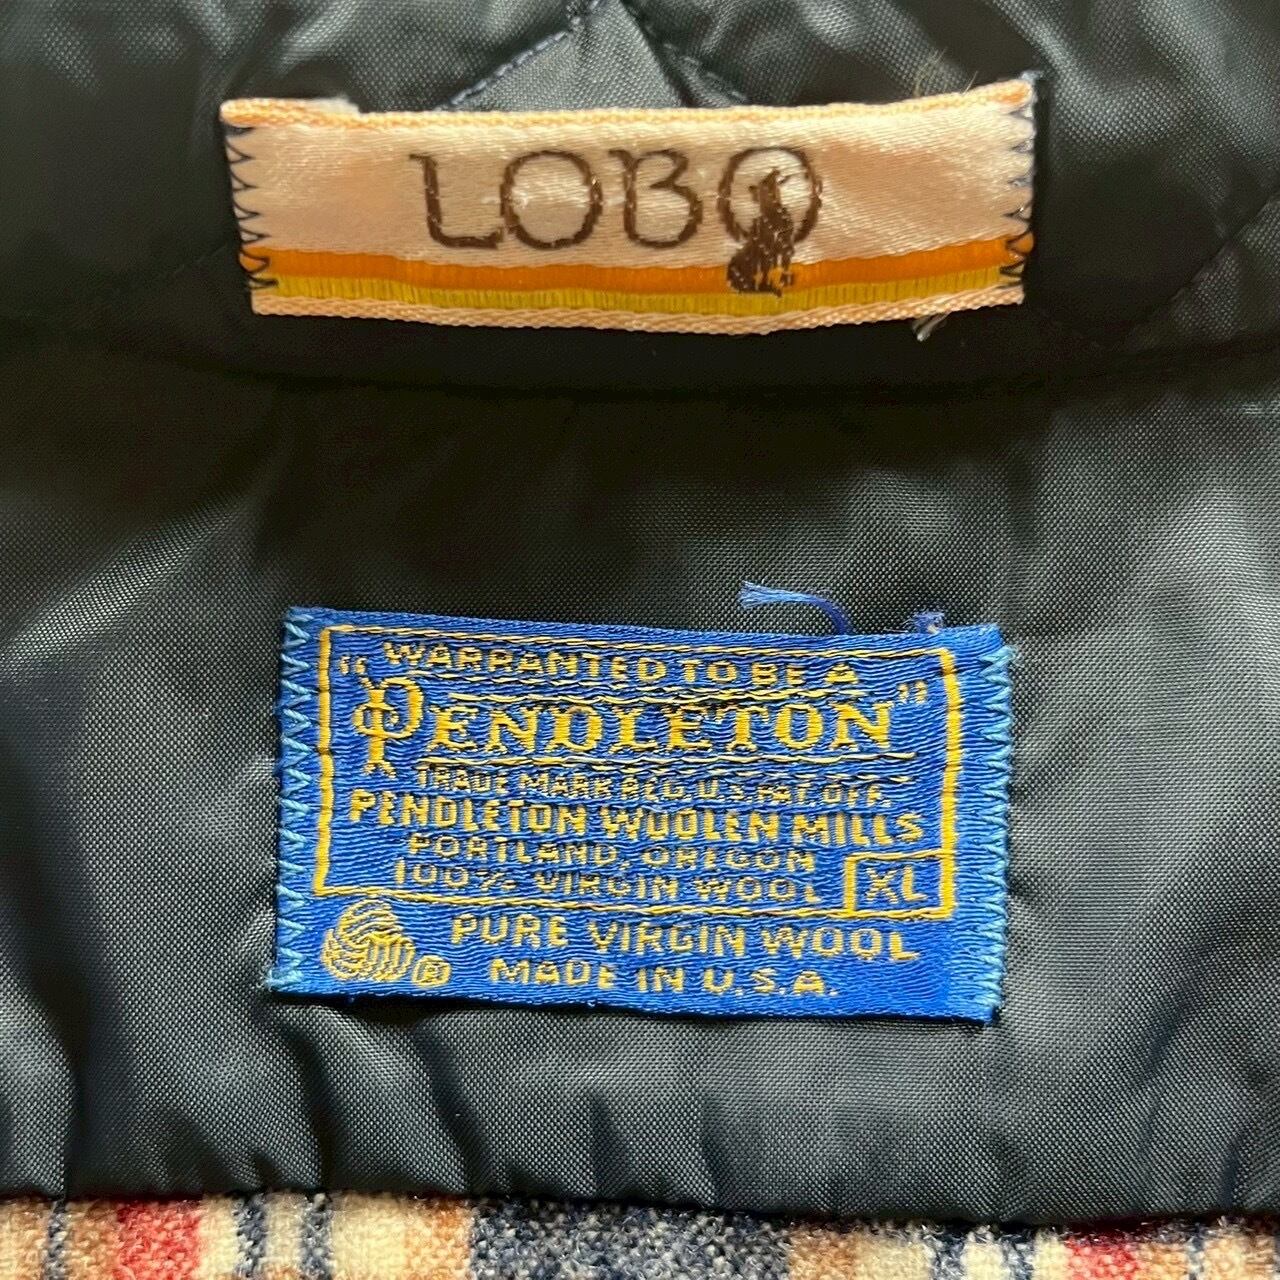 LOBO
WARRANTED TO BE A
"PENDLETON"
TRADE MARK REG. U.S. PAT. OFF.
PENDLETON WOOLEN MILLS
PORTLAND, OREGON
100% VIRGIN WOOL XL
PURE VIRGIN WOOL
® MADE IN U.S.A.